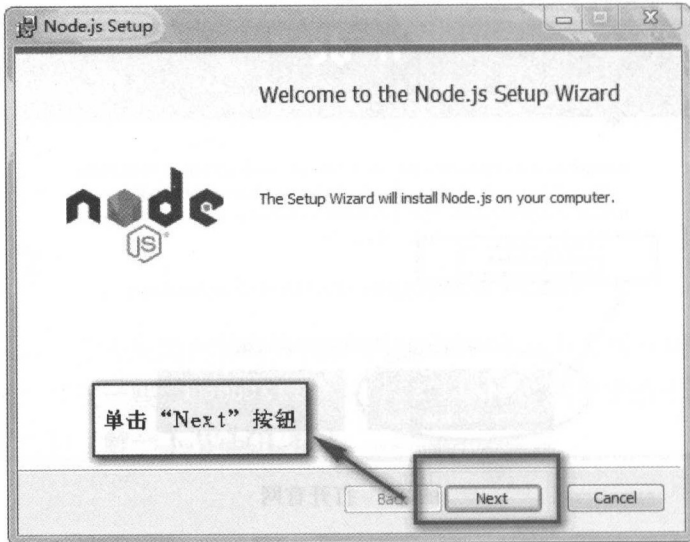 Node.js Setup
Welcome to the Node.js Setup Wizard
node
JS
The Setup Wizard will install Node.js on your computer.
单击“Next”按钮
Back Next Cancel